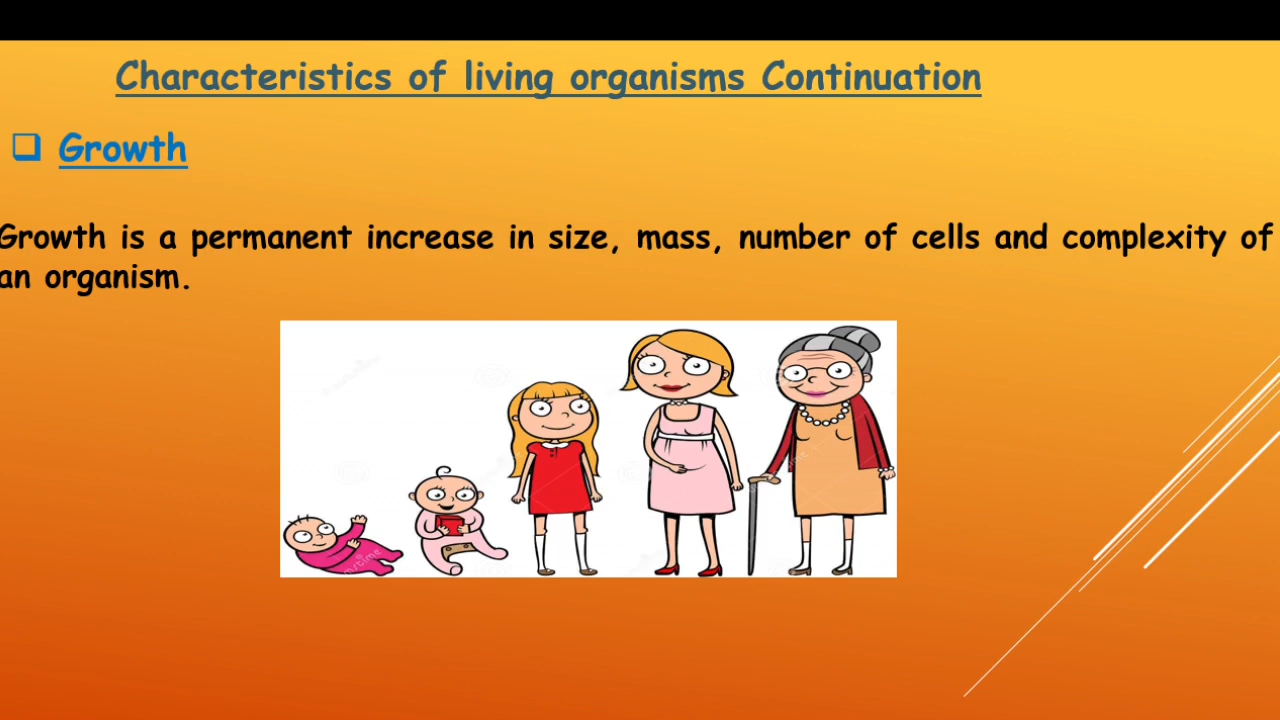 Characteristics of living organisms Continuation
Growth
Growth is a permanent increase in size, mass, number of cells and complexity of
an organism.